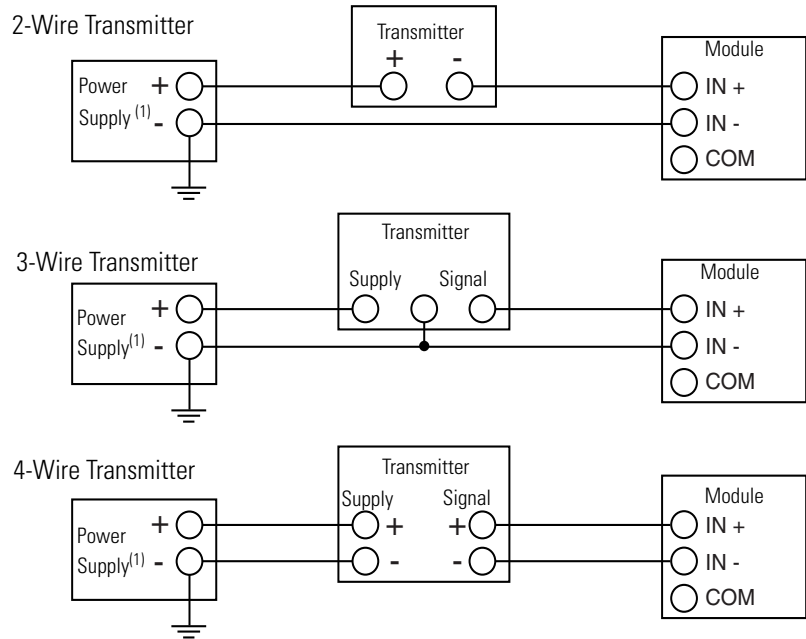 2-Wire Transmitter
Transmitter
+ -
Module
Power + IN +
Supply (1) - IN -
COM
Transmitter
3-Wire Transmitter
Module
Supply Signal
Power + IN +
Supply(1) - IN -
COM
4-Wire Transmitter
Transmitter
Module
Supply Signal
Power + + + IN +
Supply(1) - - - IN -
COM